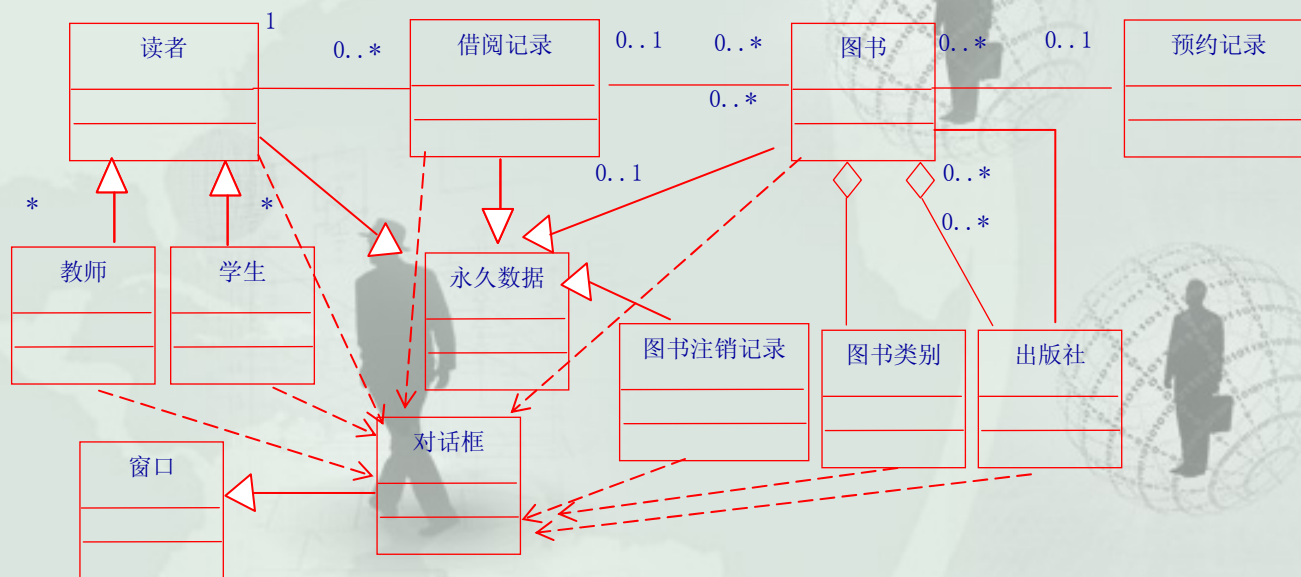 1
读者
0..*
借阅记录
0..1
0..*
图书
0..*
0..1
预约记录
0..*
0..1
0..*
*
*
0..*
教师
学生
永久数据
图书注销记录
图书类别
出版社
对话框
窗口